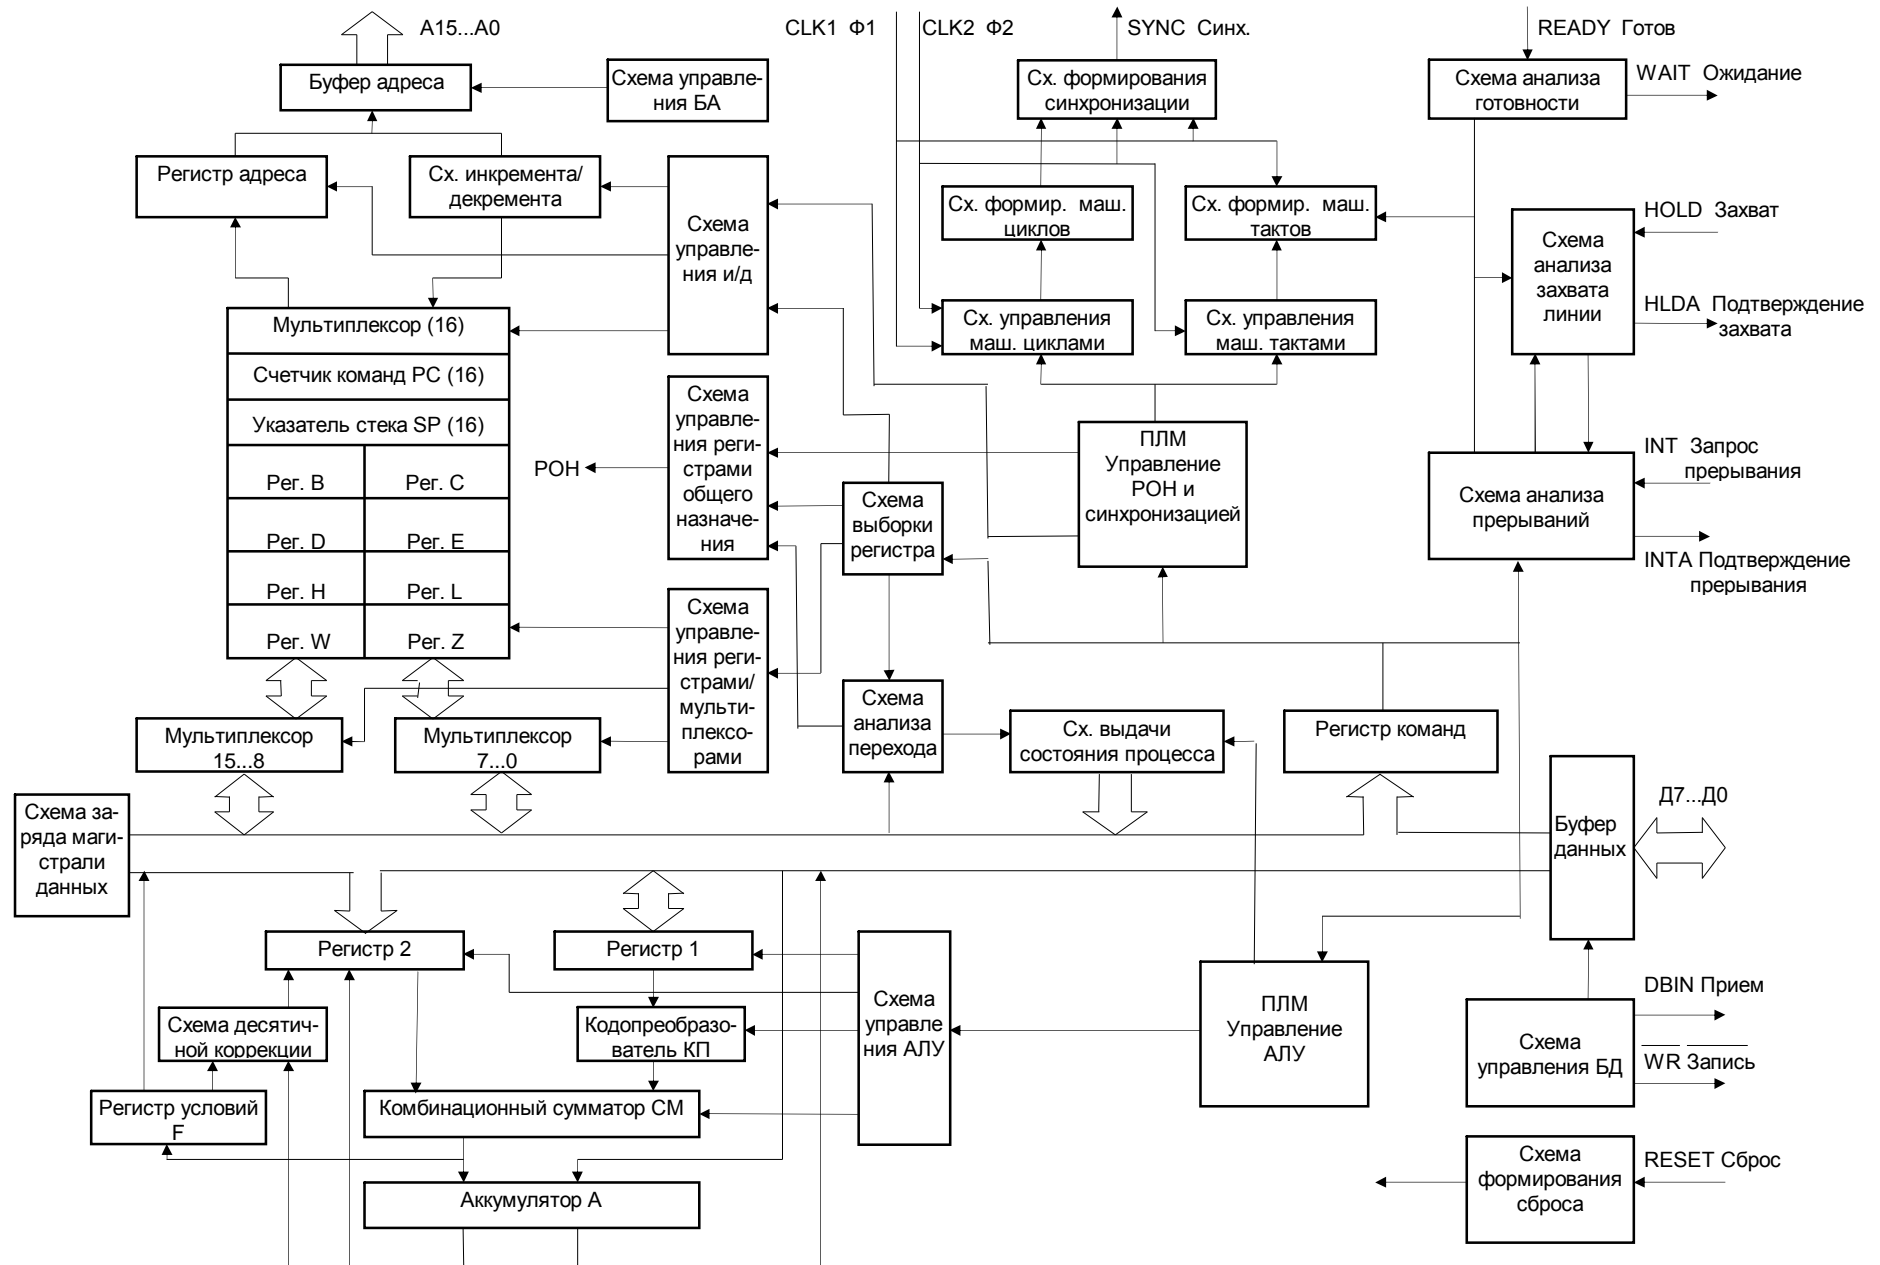 А15...А0
CLK1 Ф1
CLK2 Ф2
SYNC Синх.
READY Готов
Буфер адреса
Схема управле-
ния БА
Сх. формирования
синхронизации
Схема анализа
готовности
WAIT Ожидание
Регистр адреса
Сх. инкремента/
декремента
Схема
управле-
ния и/д
Сх. формир. маш.
циклов
Сх. формир. маш.
тактов
Схема
анализа
захвата
линии
HOLD Захват
HLDA Подтверждение
захвата
Мультиплексор (16)
Счетчик команд PC (16)
Указатель стека SP (16)
Рег. B
Рег. C
Рег. D
Рег. E
Рег. H
Рег. L
Рег. W
Рег. Z
Сх. управления
маш. циклами
Сх. управления
маш. тактами
РОН
Схема
управле-
ния реги-
страми
общего
назначе-
ния
Схема
выборки
регистра
ПЛМ
Управление
РОН и
синхронизацией
Схема анализа
прерываний
INT Запрос
прерывания
INTA Подтверждение
прерывания
Схема
управле-
ния реги-
страми/
мульти-
плексо-
рами
Мультиплексор
15...8
Мультиплексор
7...0
Схема
анализа
перехода
Сх. выдачи
состояния процесса
Регистр команд
Схема за-
ряда маги-
страли
данных
Буфер
данных
Д7...Д0
Регистр 2
Регистр 1
Схема
управле
ния АЛУ
ПЛМ
Управление
АЛУ
Схема десятич-
ной коррекции
Кодопреобразо-
ватель КП
Схема
управления БД
DBIN Прием
WR Запись
Регистр условий
F
Комбинационный сумматор СМ
Аккумулятор А
Схема
формирования
сброса
RESET Сброс